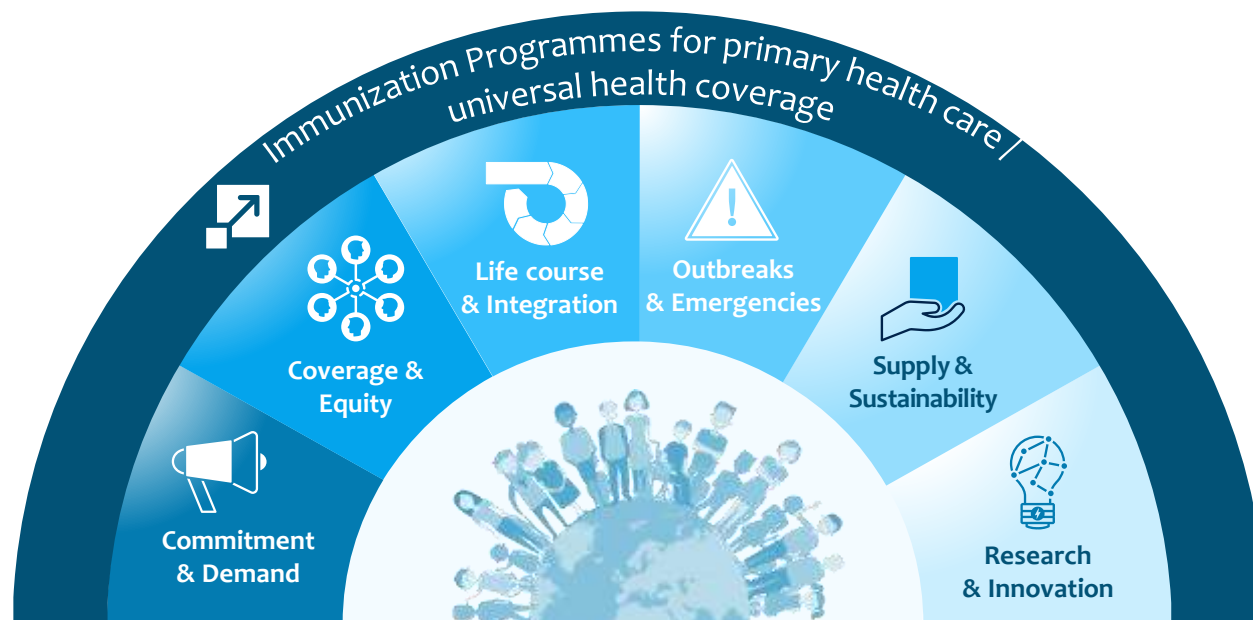 Immunization Programmes for primary health care /
universal health coverage
Commitment
& Demand
Coverage &
Equity
Life course
& Integration
Outbreaks
& Emergencies
Supply &
Sustainability
Research
& Innovation